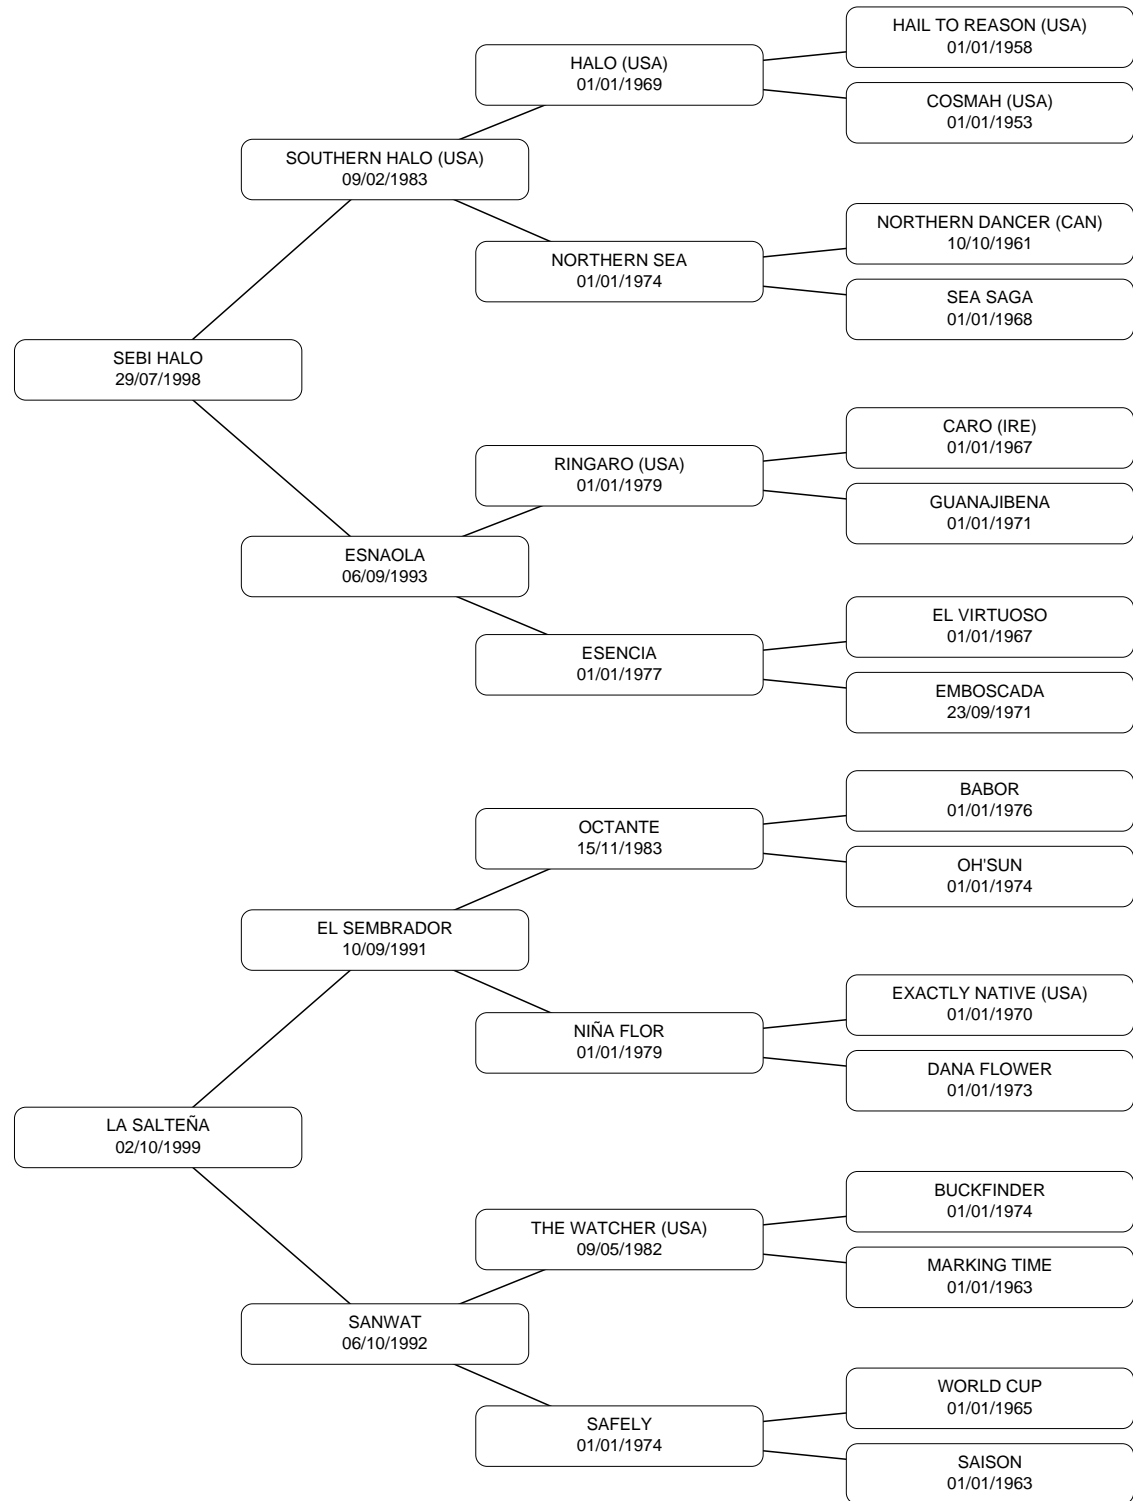 HAIL TO REASON (USA)
01/01/1958
HALO (USA)
01/01/1969
COSMAH (USA)
01/01/1953
SOUTHERN HALO (USA)
09/02/1983
NORTHERN DANCER (CAN)
10/10/1961
NORTHERN SEA
01/01/1974
SEA SAGA
01/01/1968
SEBI HALO
29/07/1998
CARO (IRE)
01/01/1967
RINGARO (USA)
01/01/1979
GUANAJIBENA
01/01/1971
ESNAOLA
06/09/1993
EL VIRTUOSO
01/01/1967
ESENCIA
01/01/1977
EMBOSCADA
23/09/1971
BABOR
01/01/1976
OCTANTE
15/11/1983
OH'SUN
01/01/1974
EL SEMBRADOR
10/09/1991
EXACTLY NATIVE (USA)
01/01/1970
NIÑA FLOR
01/01/1979
DANA FLOWER
01/01/1973
LA SALTEÑA
02/10/1999
BUCKFINDER
01/01/1974
THE WATCHER (USA)
09/05/1982
MARKING TIME
01/01/1963
SANWAT
06/10/1992
WORLD CUP
01/01/1965
SAFELY
01/01/1974
SAISON
01/01/1963